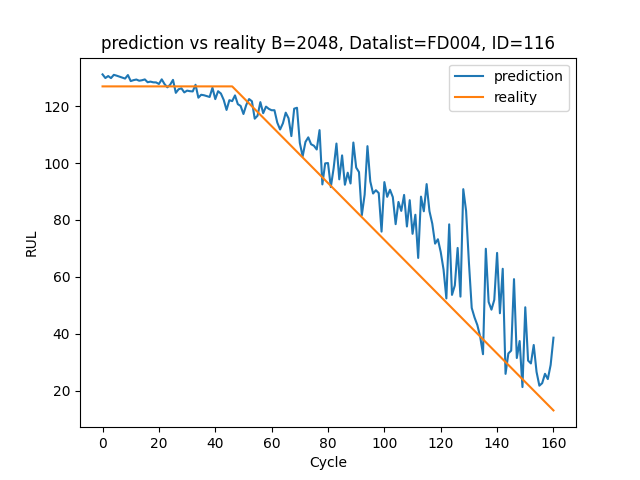 prediction vs reality B=2048, Datalist=FD004, ID=116
prediction
reality
RUL
120
100
80
60
40
20
0 20 40 60 80 100 120 140 160
Cycle